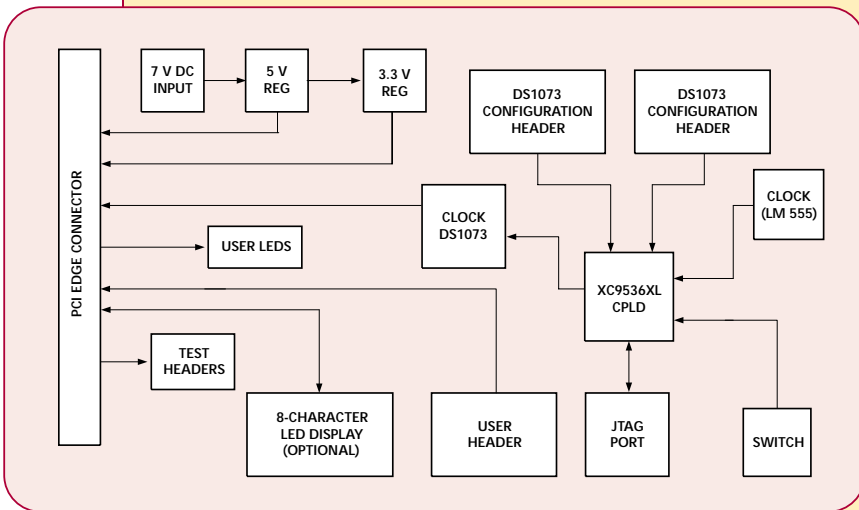 7 V DC
INPUT
5 V
REG
3.3 V
REG
DS1073
CONFIGURATION
HEADER
DS1073
CONFIGURATION
HEADER
PCI EDGE CONNECTOR
CLOCK
DS1073
CLOCK
(LM 555)
USER LEDS
XC9536XL
CPLD
TEST
HEADERS
8-CHARACTER
LED DISPLAY
(OPTIONAL)
USER
HEADER
JTAG
PORT
SWITCH